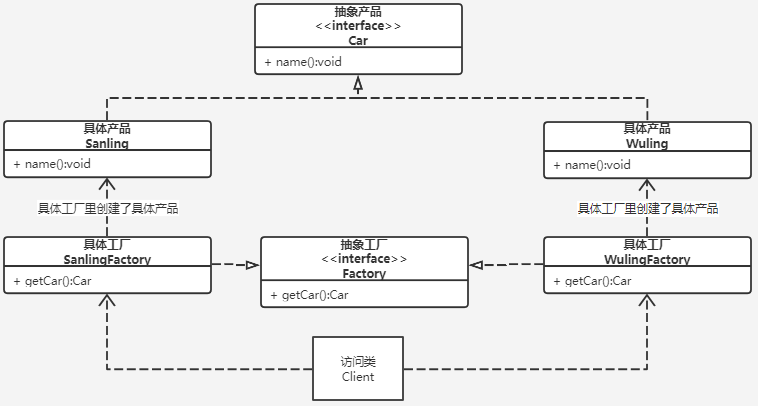 抽象产品
<<interface>>
Car
+ name():void
具体产品
Sanling
+ name():void
具体产品
Wuling
+ name():void
具体工厂里创建了具体产品
具体工厂里创建了具体产品
具体工厂
SanlingFactory
+ getCar():Car
抽象工厂
<<interface>>
Factory
+ getCar():Car
具体工厂
WulingFactory
+ getCar():Car
访问类
Client